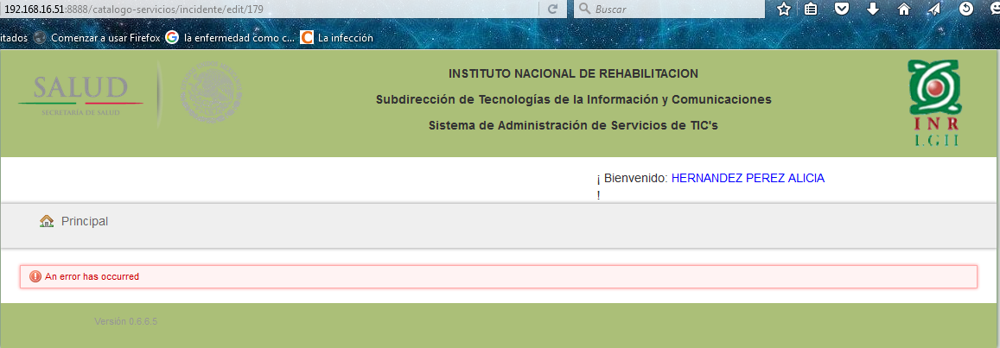 192.168.16.51:8888/catalogo-servicios/incidente/edit/179
Buscar
itados Comenzar a usar Firefox la enfermedad como c... La infección
SALUD
SECRETARÍA DE SALUD
INSTITUTO NACIONAL DE REHABILITACION
Subdirección de Tecnologías de la Información y Comunicaciones
Sistema de Administración de Servicios de TIC's
INR
LGII
¡ Bienvenido: HERNANDEZ PEREZ ALICIA
!
Principal
An error has occurred
Versión 0.6.6.5